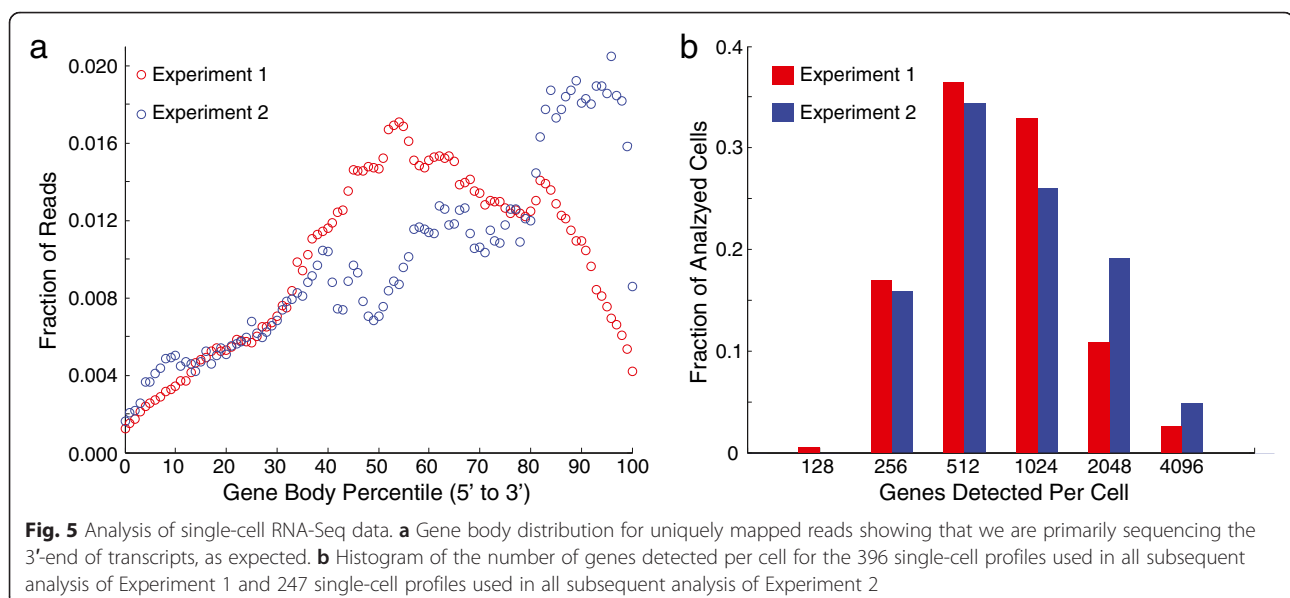 a
0.020
0.016
0.012
0.008
0.004
0.000
Fraction of Reads
Experiment 1
Experiment 2
0 10 20 30 40 50 60 70 80 90 100
Gene Body Percentile (5' to 3')
b
0.4
0.3
0.2
0.1
0
Fraction of Analzyed Cells
Experiment 1
Experiment 2
128 256 512 1024 2048 4096
Genes Detected Per Cell
Fig. 5 Analysis of single-cell RNA-Seq data. a Gene body distribution for uniquely mapped reads showing that we are primarily sequencing the
3′-end of transcripts, as expected. b Histogram of the number of genes detected per cell for the 396 single-cell profiles used in all subsequent
analysis of Experiment 1 and 247 single-cell profiles used in all subsequent analysis of Experiment 2